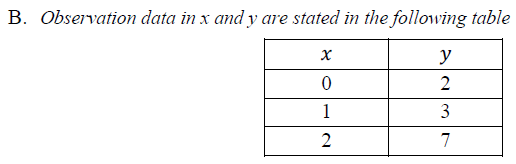 B. Observation data in x and y are stated in the following table
x y
0 2
1 3
2 7